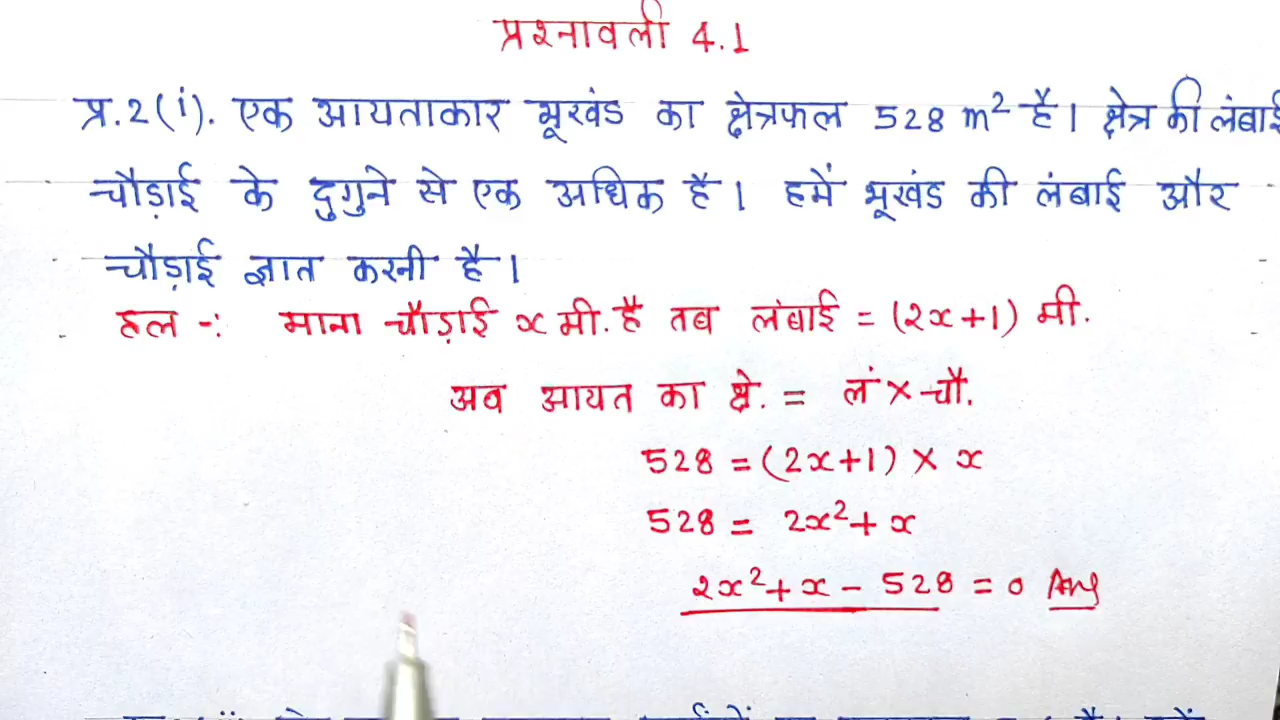 प्रश्नावली 4.1
प्र.2(i). एक आयताकार भूखंड का क्षेत्रफल 528 m² है। क्षेत्र की लंबाई
चौड़ाई के दुगुने से एक अधिक है। हमें भूखंड की लंबाई और
चौड़ाई ज्ञात करनी है।
हल -: माना चौड़ाई x मी. है तब लंबाई = (2x+1) मी.
अब आयत का क्षे. = लं × चौ.
528 = (2x+1) × x
528 = 2x² + x
2x² + x - 528 = 0 Ans